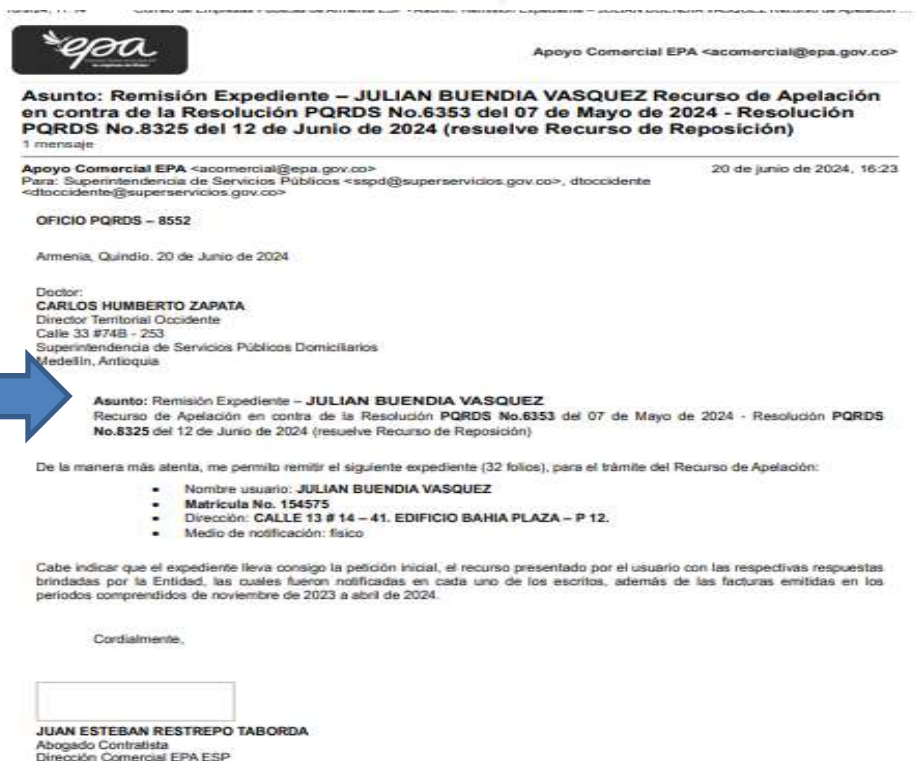 epa
Apoyo Comercial EPA <acomercial@epa.gov.co>
Asunto: Remisión Expediente – JULIAN BUENDIA VASQUEZ Recurso de Apelación
en contra de la Resolución PQRDS No.6353 del 07 de Mayo de 2024 - Resolución
PQRDS No.8325 del 12 de Junio de 2024 (resuelve Recurso de Reposición)
1 mensaje
Apoyo Comercial EPA <acomercial@epa.gov.co> 20 de junio de 2024, 16:23
Para: Superintendencia de Servicios Públicos <sspd@superservicios.gov.co>, dtoccidente
<dtoccidente@superservicios.gov.co>
OFICIO PQRDS – 8552
Armenia, Quindío. 20 de Junio de 2024
Doctor:
CARLOS HUMBERTO ZAPATA
Director Territorial Occidente
Calle 33 #74B - 253
Superintendencia de Servicios Públicos Domiciliarios
Medellín, Antioquia
Asunto: Remisión Expediente – JULIAN BUENDIA VASQUEZ
Recurso de Apelación en contra de la Resolución PQRDS No.6353 del 07 de Mayo de 2024 - Resolución PQRDS
No.8325 del 12 de Junio de 2024 (resuelve Recurso de Reposición)
De la manera más atenta, me permito remitir el siguiente expediente (32 folios), para el trámite del Recurso de Apelación:
• Nombre usuario: JULIAN BUENDIA VASQUEZ
• Matrícula No. 154575
• Dirección: CALLE 13 # 14 – 41. EDIFICIO BAHIA PLAZA – P 12.
• Medio de notificación: físico
Cabe indicar que el expediente lleva consigo la petición inicial, el recurso presentado por el usuario con las respectivas respuestas
brindadas por la Entidad, las cuales fueron notificadas en cada uno de los escritos, además de las facturas emitidas en los
periodos comprendidos de noviembre de 2023 a abril de 2024.
Cordialmente,
JUAN ESTEBAN RESTREPO TABORDA
Abogado Contratista
Dirección Comercial EPA ESP